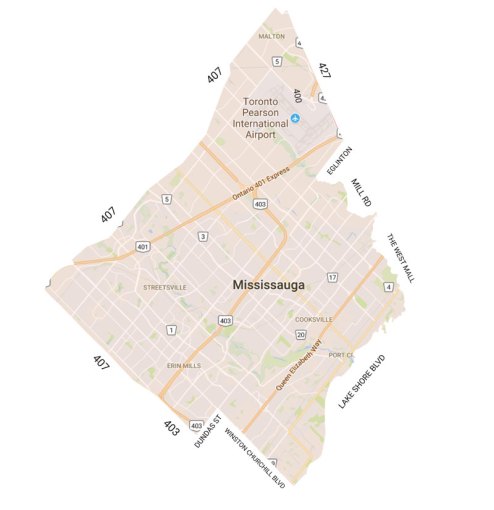 MALTON
4
5
427
407
400
4
Toronto
Pearson
International
Airport
EGLINTON
MILL RD
Ontario 401 Express
5
403
407
3
401
THE WEST MALL
17
4
Mississauga
STREETSVILLE
403
COOKSVILLE
1
20
PORT C
Queen Elizabeth Way
407
ERIN MILLS
LAKE SHORE BLVD
403
403
DUNDAS ST
WINSTON CHURCHILL BLVD